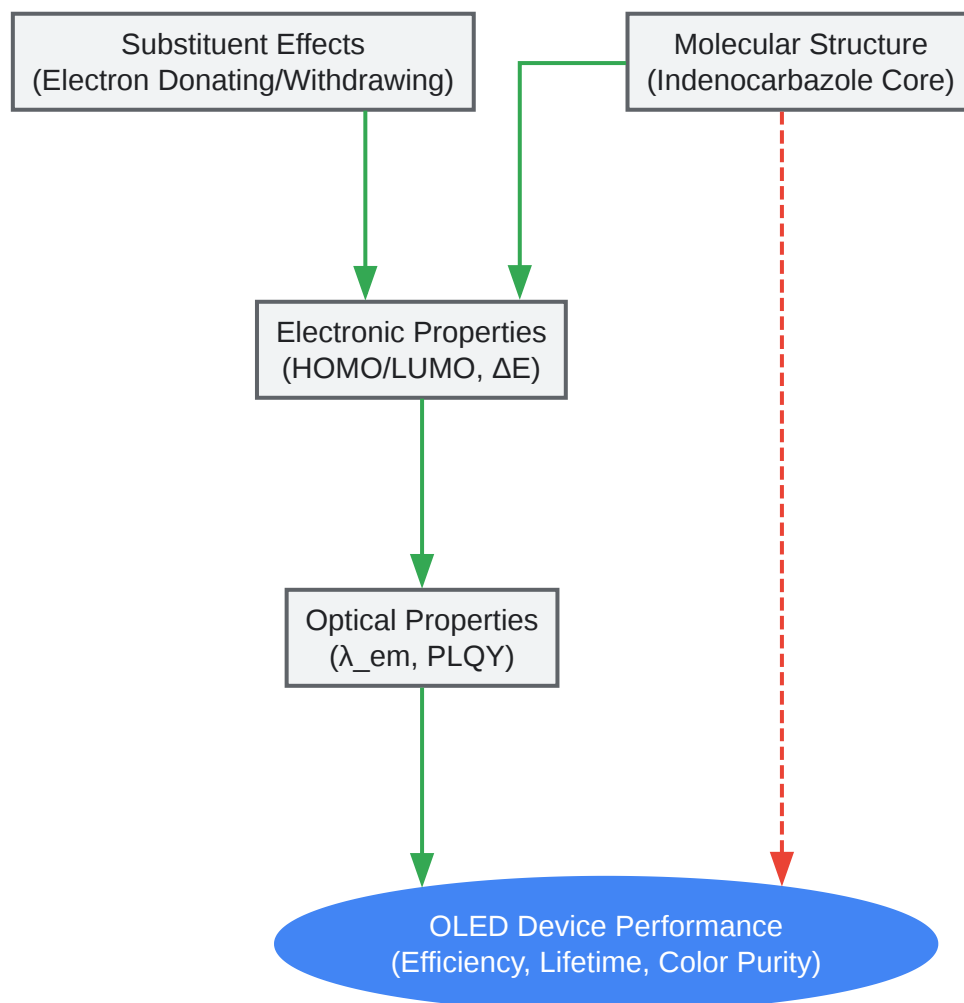 Substituent Effects
(Electron Donating/Withdrawing)
Molecular Structure
(Indenocarbazole Core)
Electronic Properties
(HOMO/LUMO, ΔE)
Optical Properties
(λ_em, PLQY)
OLED Device Performance
(Efficiency, Lifetime, Color Purity)